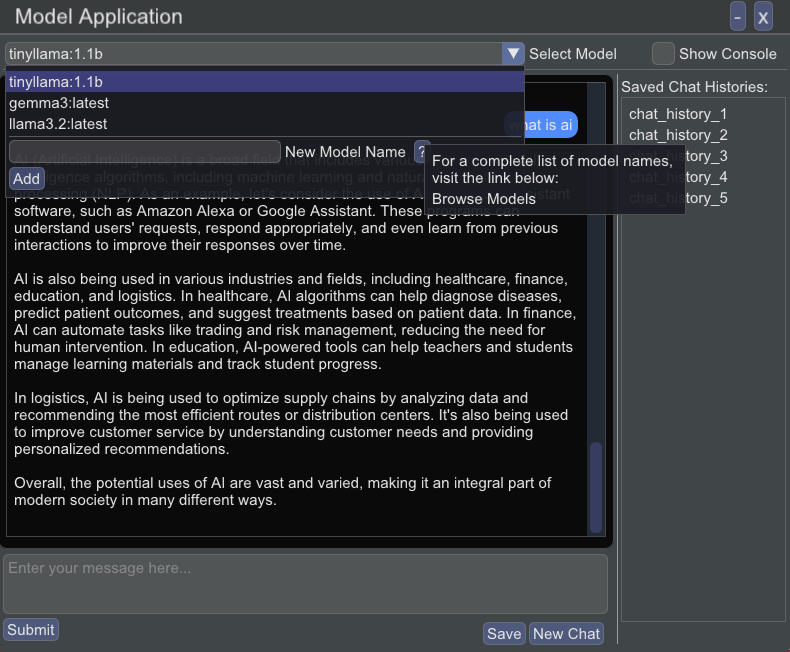 Model Application
-
x
tinyllama:1.1b
Select Model
Show Console
tinyllama:1.1b
gemma3:latest
llama3.2:latest
what is ai
New Model Name
?
Add
For a complete list of model names,
visit the link below:
Browse Models
AI (Artificial Intelligence) is a broad field that includes various
algorithms, including machine learning and
processing (NLP). As an example, let's consider the use of
software, such as Amazon Alexa or Google Assistant. These programs can
understand users' requests, respond appropriately, and even learn from previous
interactions to improve their responses over time.
AI is also being used in various industries and fields, including healthcare, finance,
education, and logistics. In healthcare, AI algorithms can help diagnose diseases,
predict patient outcomes, and suggest treatments based on patient data. In finance,
AI can automate tasks like trading and risk management, reducing the need for
human intervention. In education, AI-powered tools can help teachers and students
manage learning materials and track student progress.
In logistics, AI is being used to optimize supply chains by analyzing data and
recommending the most efficient routes or distribution centers. It's also being used
to improve customer service by understanding customer needs and providing
personalized recommendations.
Overall, the potential uses of AI are vast and varied, making it an integral part of
modern society in many different ways.
Saved Chat Histories:
chat_history_1
chat_history_2
chat_history_3
chat_history_4
chat_history_5
Enter your message here...
Submit
Save
New Chat